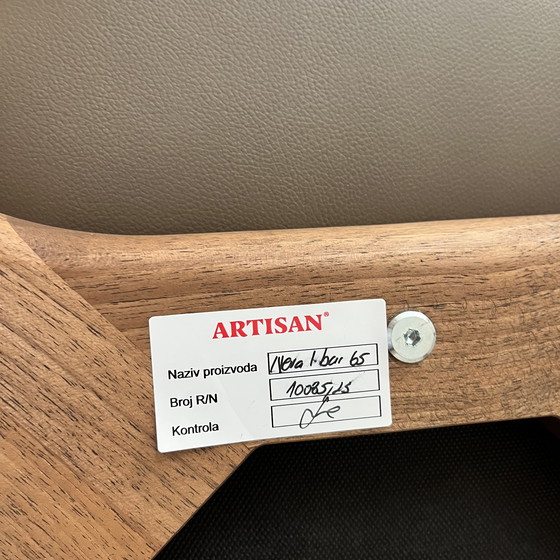 ARTISAN®
Naziv proizvoda Neva l·bar 65
Broj R/N 10085,25
Kontrola